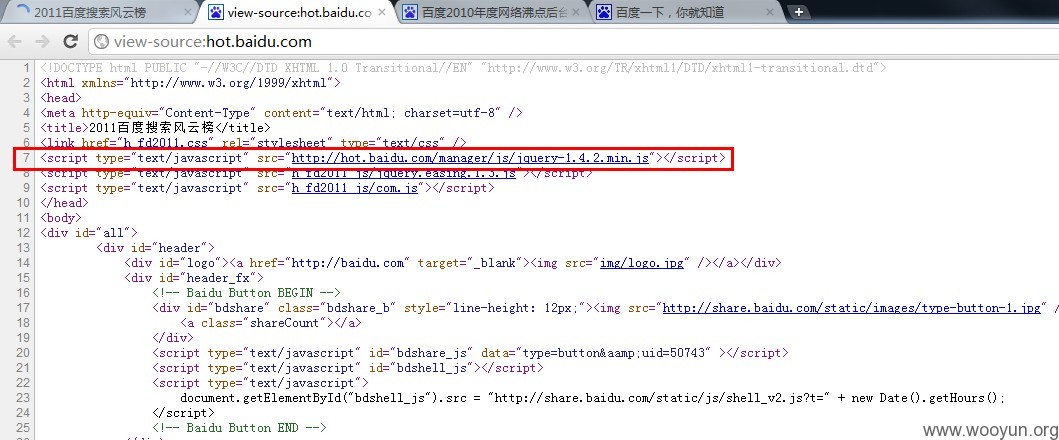 2011百度搜索风云榜
view-source:hot.baidu.co
百度2010年度网络沸点后台
百度一下，你就知道
view-source:hot.baidu.com
1 <!DOCTYPE html PUBLIC "-//W3C//DTD XHTML 1.0 Transitional//EN" "http://www.w3.org/TR/xhtml1/DTD/xhtml1-transitional.dtd">
2 <html xmlns="http://www.w3.org/1999/xhtml">
3 <head>
4 <meta http-equiv="Content-Type" content="text/html; charset=utf-8" />
5 <title>2011百度搜索风云榜</title>
6 <link href="h_fd2011.css" rel="stylesheet" type="text/css" />
7 <script type="text/javascript" src="http://hot.baidu.com/manager/js/jquery-1.4.2.min.js"></script>
8 <script type="text/javascript" src="h_fd2011_js/jquery.easing.1.3.js"></script>
9 <script type="text/javascript" src="h_fd2011_js/com.js"></script>
10 </head>
11 <body>
12 <div id="all">
13 <div id="header">
14 <div id="logo"><a href="http://baidu.com" target="_blank"><img src="img/logo.jpg" /></a></div>
15 <div id="header_fx">
16 <!-- Baidu Button BEGIN -->
17 <div id="bdshare" class="bdshare_b" style="line-height: 12px;"><img src="http://share.baidu.com/static/images/type-button-1.jpg" /
18 <a class="shareCount"></a>
19 </div>
20 <script type="text/javascript" id="bdshare_js" data="type=button&aamp;uid=50743" ></script>
21 <script type="text/javascript" id="bdshell_js"></script>
22 <script type="text/javascript">
23 document.getElementById("bdshell_js").src = "http://share.baidu.com/static/js/shell_v2.js?t=" + new Date().getHours();
24 </script>
25 <!-- Baidu Button END -->
www.wooyun.org